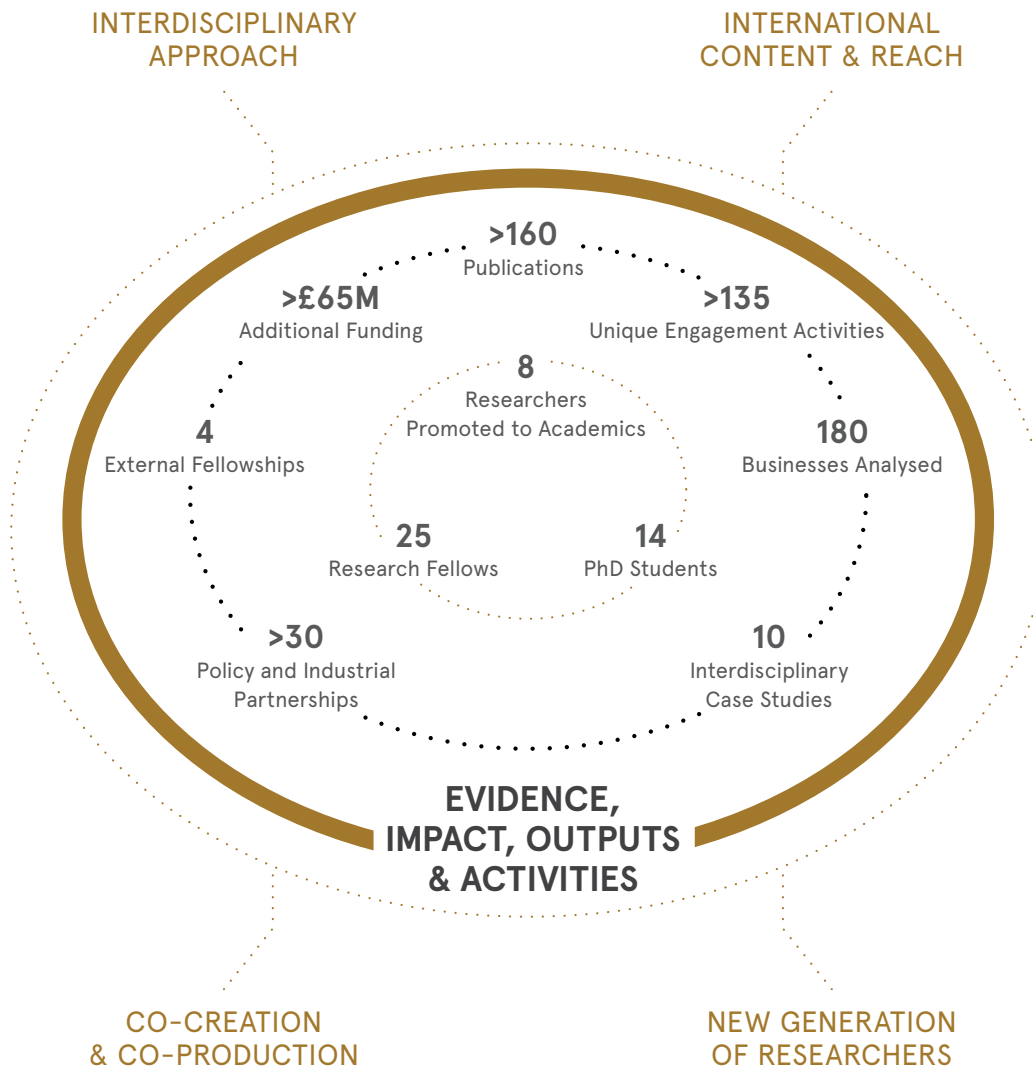 INTERDISCIPLINARY
APPROACH
INTERNATIONAL
CONTENT & REACH
>160
Publications
>£65M
Additional Funding
>135
Unique Engagement Activities
8
Researchers
Promoted to Academics
4
External Fellowships
180
Businesses Analysed
25
Research Fellows
14
PhD Students
>30
Policy and Industrial
Partnerships
10
Interdisciplinary
Case Studies
EVIDENCE,
IMPACT, OUTPUTS
& ACTIVITIES
CO-CREATION
& CO-PRODUCTION
NEW GENERATION
OF RESEARCHERS